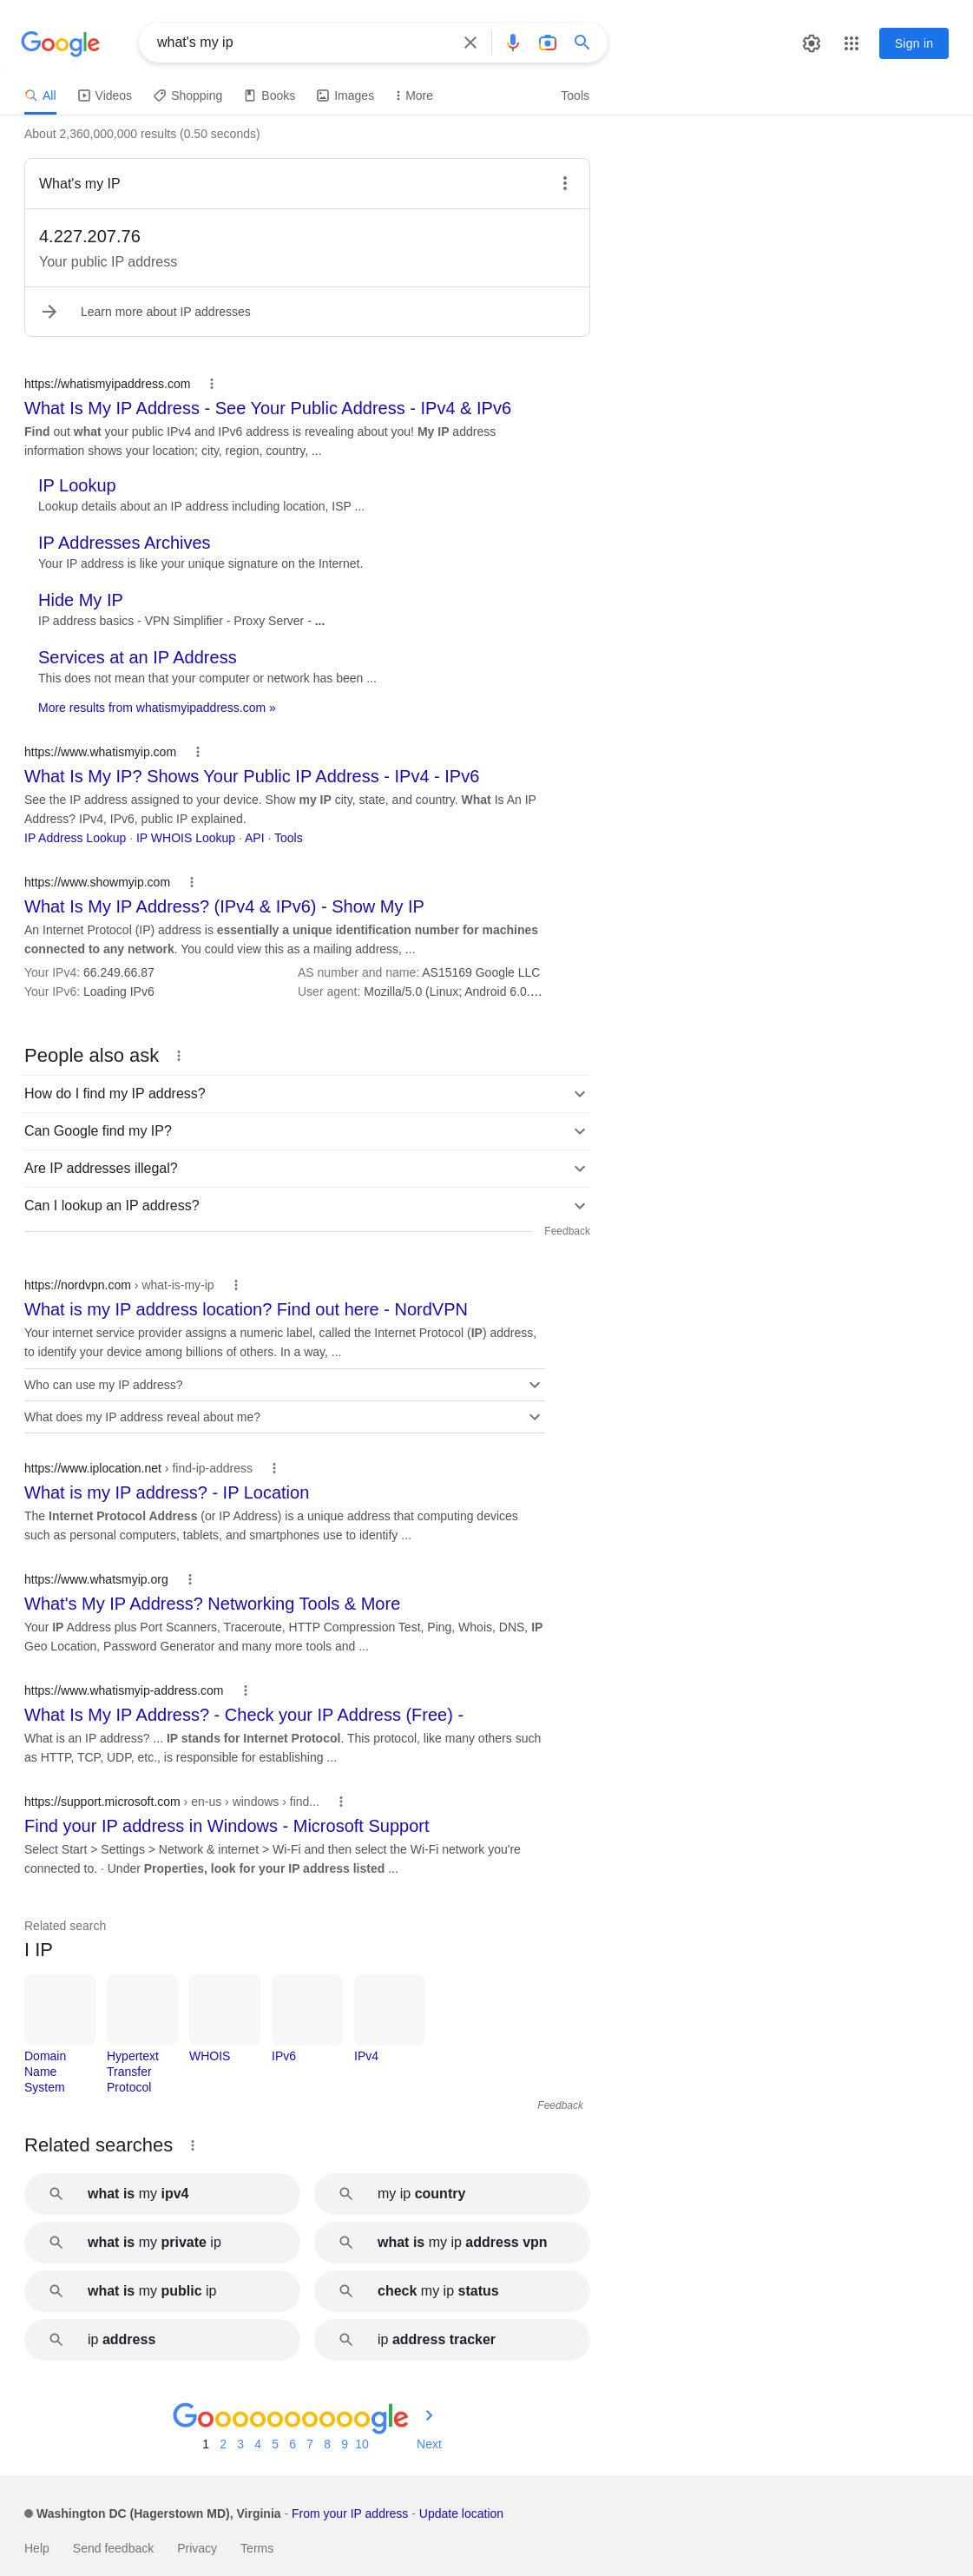 Google
what's my ip
Sign in
All
Videos
Shopping
Books
Images
More
Tools
About 2,360,000,000 results (0.50 seconds)
What's my IP
4.227.207.76
Your public IP address
Learn more about IP addresses
https://whatismyipaddress.com
What Is My IP Address - See Your Public Address - IPv4 & IPv6
Find out what your public IPv4 and IPv6 address is revealing about you! My IP address
information shows your location; city, region, country, ...
IP Lookup
Lookup details about an IP address including location, ISP ...
IP Addresses Archives
Your IP address is like your unique signature on the Internet.
Hide My IP
IP address basics - VPN Simplifier - Proxy Server - ...
Services at an IP Address
This does not mean that your computer or network has been ...
More results from whatismyipaddress.com »
https://www.whatismyip.com
What Is My IP? Shows Your Public IP Address - IPv4 - IPv6
See the IP address assigned to your device. Show my IP city, state, and country. What Is An IP
Address? IPv4, IPv6, public IP explained.
IP Address Lookup · IP WHOIS Lookup · API · Tools
https://www.showmyip.com
What Is My IP Address? (IPv4 & IPv6) - Show My IP
An Internet Protocol (IP) address is essentially a unique identification number for machines
connected to any network. You could view this as a mailing address, ...
Your IPv4: 66.249.66.87
AS number and name: AS15169 Google LLC
Your IPv6: Loading IPv6
User agent: Mozilla/5.0 (Linux; Android 6.0....
People also ask
How do I find my IP address?
Can Google find my IP?
Are IP addresses illegal?
Can I lookup an IP address?
Feedback
https://nordvpn.com › what-is-my-ip
What is my IP address location? Find out here - NordVPN
Your internet service provider assigns a numeric label, called the Internet Protocol (IP) address,
to identify your device among billions of others. In a way, ...
Who can use my IP address?
What does my IP address reveal about me?
https://www.iplocation.net › find-ip-address
What is my IP address? - IP Location
The Internet Protocol Address (or IP Address) is a unique address that computing devices
such as personal computers, tablets, and smartphones use to identify ...
https://www.whatsmyip.org
What's My IP Address? Networking Tools & More
Your IP Address plus Port Scanners, Traceroute, HTTP Compression Test, Ping, Whois, DNS, IP
Geo Location, Password Generator and many more tools and ...
https://www.whatismyip-address.com
What Is My IP Address? - Check your IP Address (Free) -
What is an IP address? ... IP stands for Internet Protocol. This protocol, like many others such
as HTTP, TCP, UDP, etc., is responsible for establishing ...
https://support.microsoft.com › en-us › windows › find...
Find your IP address in Windows - Microsoft Support
Select Start > Settings > Network & internet > Wi-Fi and then select the Wi-Fi network you're
connected to. · Under Properties, look for your IP address listed ...
Related search
I IP
Domain
Name
System
Hypertext
Transfer
Protocol
WHOIS
IPv6
IPv4
Feedback
Related searches
what is my ipv4
my ip country
what is my private ip
what is my ip address vpn
what is my public ip
check my ip status
ip address
ip address tracker
Goooooooooogle
1 2 3 4 5 6 7 8 9 10 Next
Washington DC (Hagerstown MD), Virginia - From your IP address - Update location
Help
Send feedback
Privacy
Terms